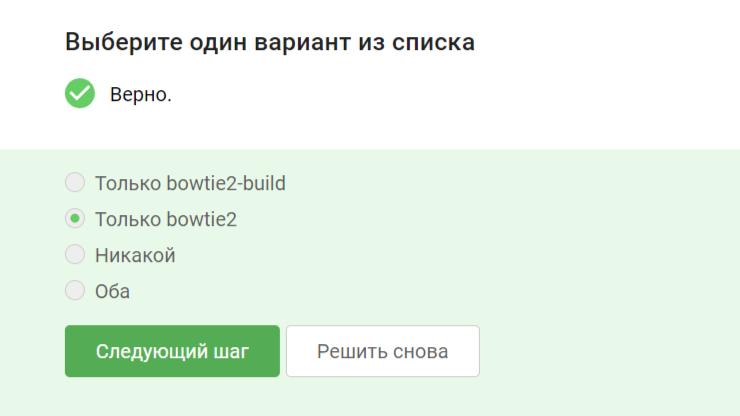 Выберите один вариант из списка
Верно.
Только bowtie2-build
Только bowtie2
Никакой
Оба
Следующий шаг Решить снова